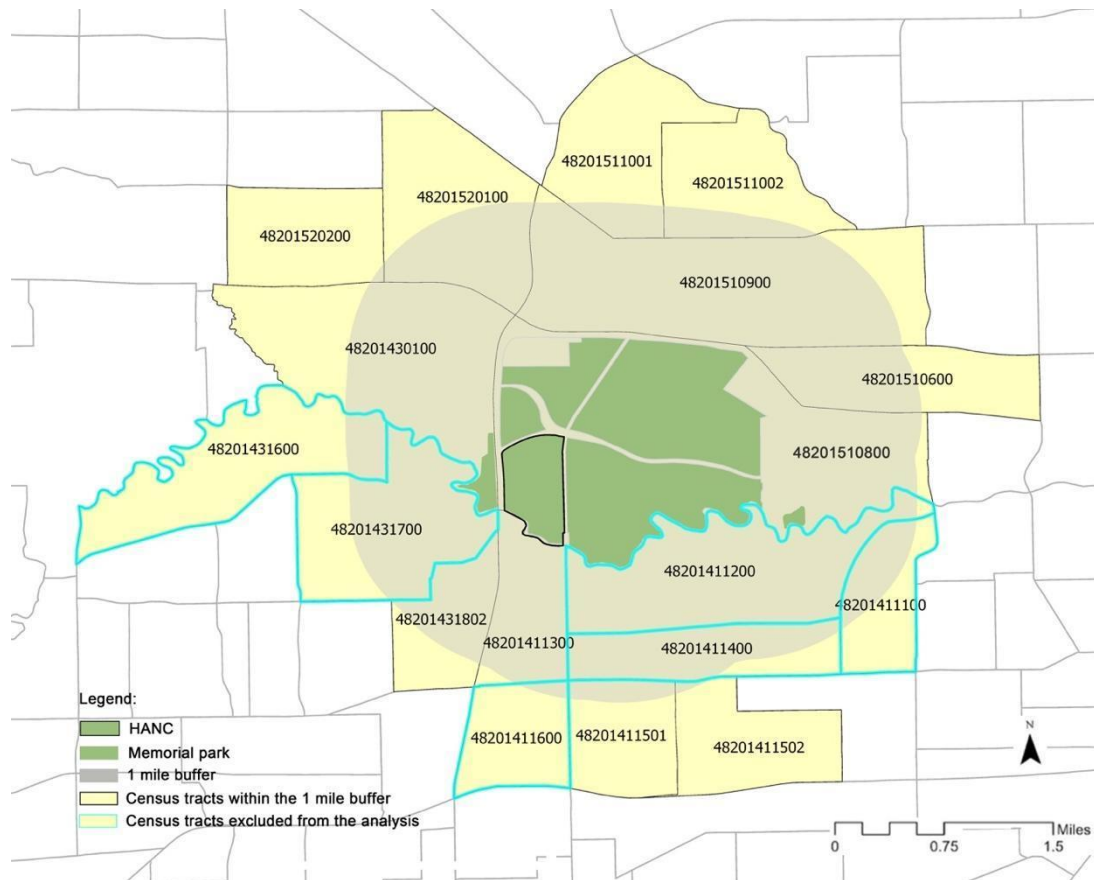 48201511001
48201511002
48201520100
48201520200
48201510900
48201430100
48201510600
48201431600
48201510800
48201431700
48201411200
48201411100
48201431802
48201411300
48201411400
Legend:
HANC
Memorial park
1 mile buffer
Census tracts within the 1 mile buffer
Census tracts excluded from the analysis
48201411600
48201411501
48201411502
N
Miles
0 0.75 1.5